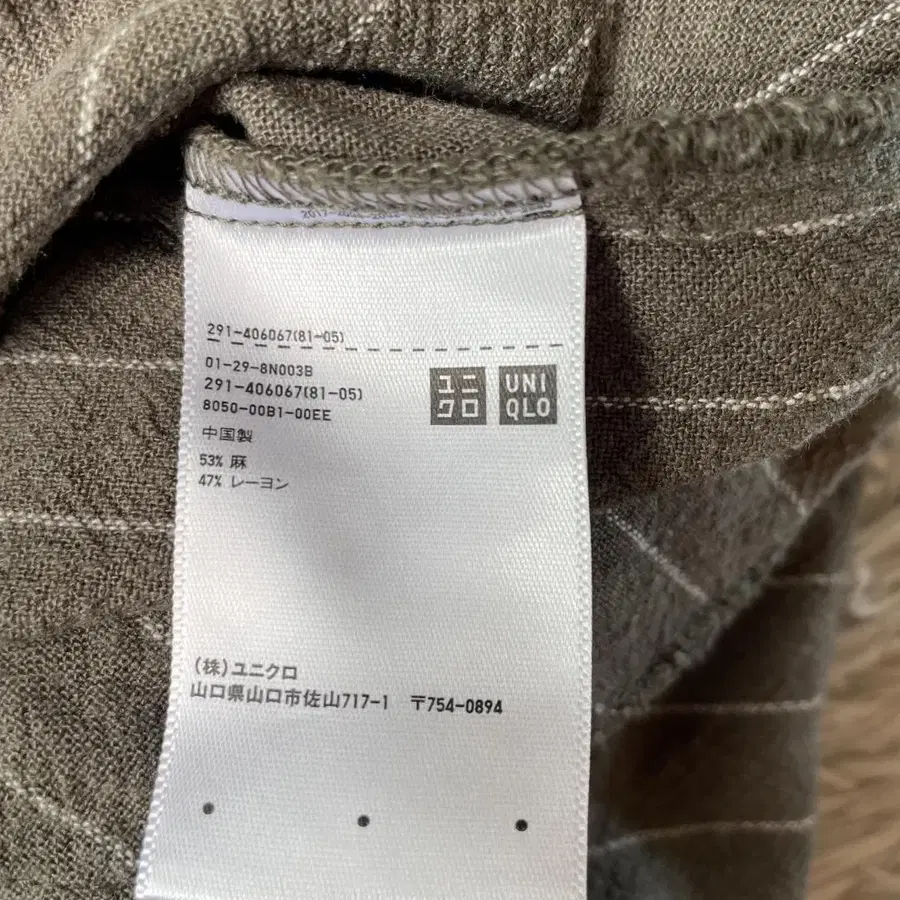 291-406067(81-05)
01-29-8N003B
291-406067(81-05)
8050-00B1-00EE
中国製
53% 麻
47% レーヨン
ユニ
クロ
UNI
QLO
(株)ユニクロ
山口県山口市佐山717-1 〒754-0894